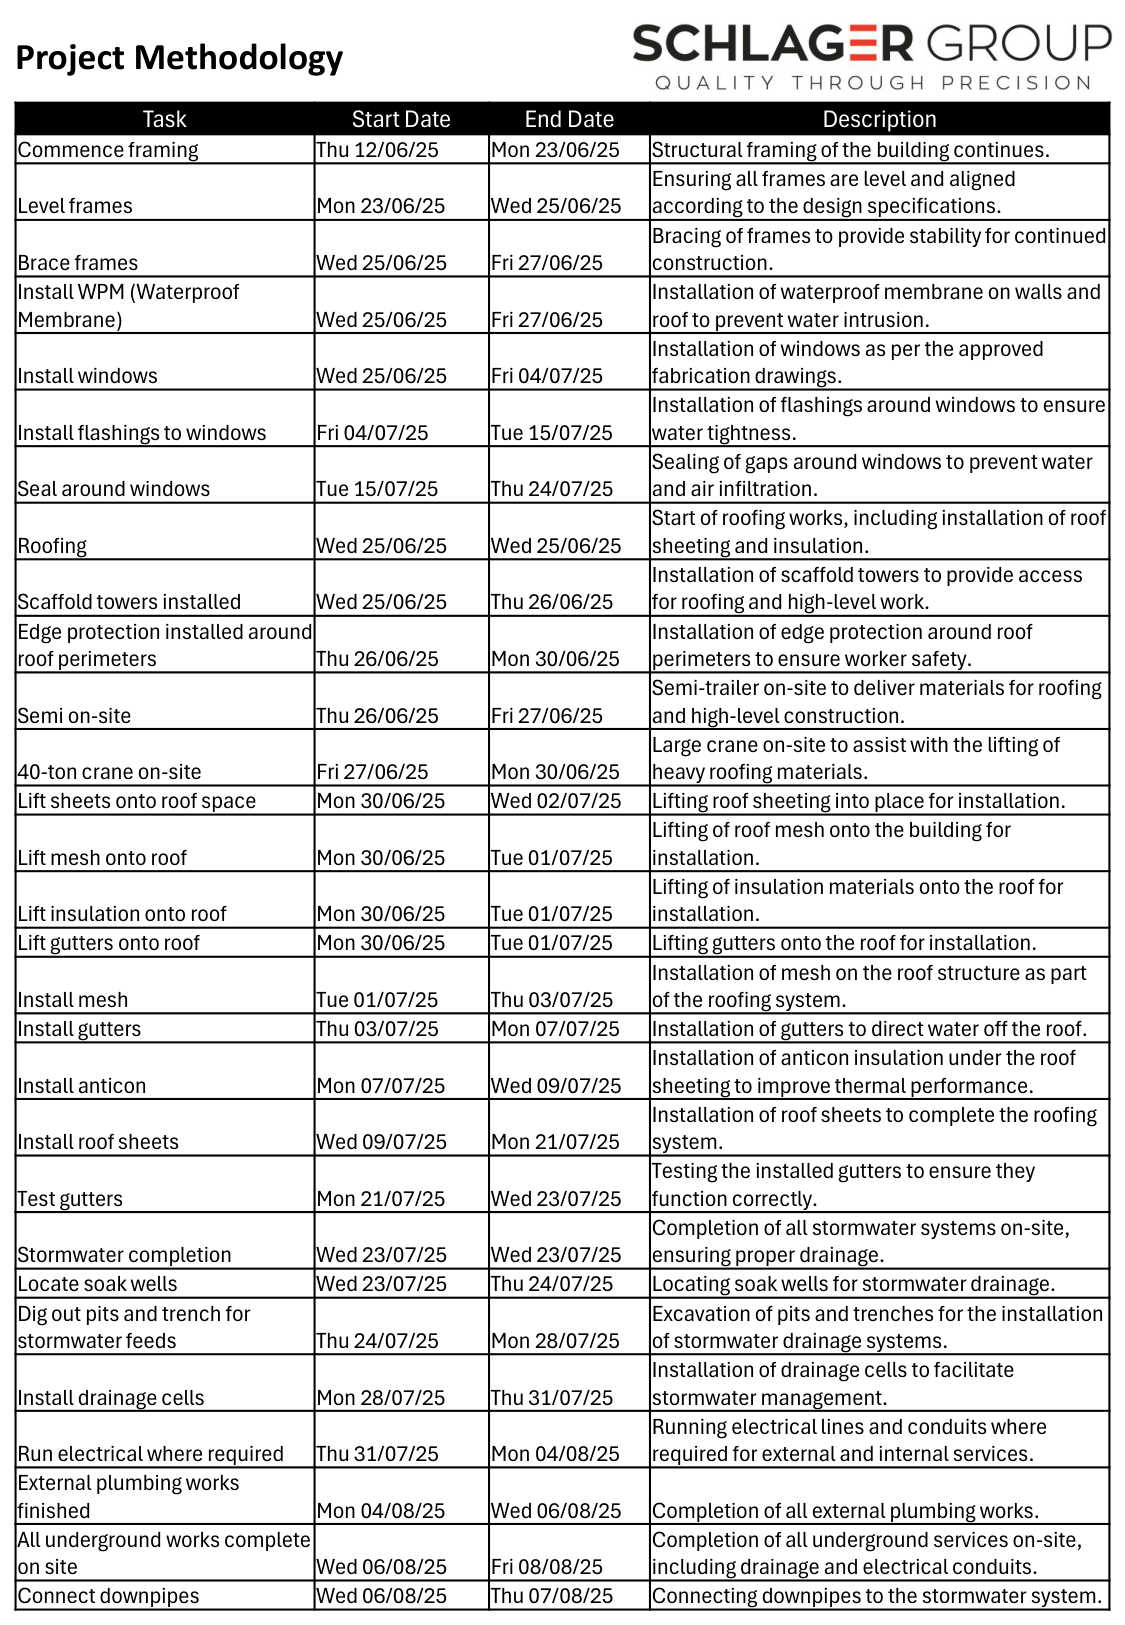 Project Methodology
SCHLAGER GROUP
QUALITY THROUGH PRECISION
Task Start Date End Date Description
Commence framing Thu 12/06/25 Mon 23/06/25 Structural framing of the building continues.
Ensuring all frames are level and aligned
Level frames Mon 23/06/25 Wed 25/06/25 according to the design specifications.
Bracing of frames to provide stability for continued
Brace frames Wed 25/06/25 Fri 27/06/25 construction.
Install WPM (Waterproof Installation of waterproof membrane on walls and
Membrane) Wed 25/06/25 Fri 27/06/25 roof to prevent water intrusion.
Installation of windows as per the approved
Install windows Wed 25/06/25 Fri 04/07/25 fabrication drawings.
Installation of flashings around windows to ensure
Install flashings to windows Fri 04/07/25 Tue 15/07/25 water tightness.
Sealing of gaps around windows to prevent water
Seal around windows Tue 15/07/25 Thu 24/07/25 and air infiltration.
Start of roofing works, including installation of roof
Roofing Wed 25/06/25 Wed 25/06/25 sheeting and insulation.
Installation of scaffold towers to provide access
Scaffold towers installed Wed 25/06/25 Thu 26/06/25 for roofing and high-level work.
Edge protection installed around Installation of edge protection around roof
roof perimeters Thu 26/06/25 Mon 30/06/25 perimeters to ensure worker safety.
Semi-trailer on-site to deliver materials for roofing
Semi on-site Thu 26/06/25 Fri 27/06/25 and high-level construction.
Large crane on-site to assist with the lifting of
40-ton crane on-site Fri 27/06/25 Mon 30/06/25 heavy roofing materials.
Lift sheets onto roof space Mon 30/06/25 Wed 02/07/25 Lifting roof sheeting into place for installation.
Lifting of roof mesh onto the building for
Lift mesh onto roof Mon 30/06/25 Tue 01/07/25 installation.
Lifting of insulation materials onto the roof for
Lift insulation onto roof Mon 30/06/25 Tue 01/07/25 installation.
Lift gutters onto roof Mon 30/06/25 Tue 01/07/25 Lifting gutters onto the roof for installation.
Installation of mesh on the roof structure as part
Install mesh Tue 01/07/25 Thu 03/07/25 of the roofing system.
Install gutters Thu 03/07/25 Mon 07/07/25 Installation of gutters to direct water off the roof.
Installation of anticon insulation under the roof
Install anticon Mon 07/07/25 Wed 09/07/25 sheeting to improve thermal performance.
Installation of roof sheets to complete the roofing
Install roof sheets Wed 09/07/25 Mon 21/07/25 system.
Testing the installed gutters to ensure they
Test gutters Mon 21/07/25 Wed 23/07/25 function correctly.
Completion of all stormwater systems on-site,
Stormwater completion Wed 23/07/25 Wed 23/07/25 ensuring proper drainage.
Locate soak wells Wed 23/07/25 Thu 24/07/25 Locating soak wells for stormwater drainage.
Dig out pits and trench for Excavation of pits and trenches for the installation
stormwater feeds Thu 24/07/25 Mon 28/07/25 of stormwater drainage systems.
Installation of drainage cells to facilitate
Install drainage cells Mon 28/07/25 Thu 31/07/25 stormwater management.
Running electrical lines and conduits where
Run electrical where required Thu 31/07/25 Mon 04/08/25 required for external and internal services.
External plumbing works
finished Mon 04/08/25 Wed 06/08/25 Completion of all external plumbing works.
All underground works complete Completion of all underground services on-site,
on site Wed 06/08/25 Fri 08/08/25 including drainage and electrical conduits.
Connect downpipes Wed 06/08/25 Thu 07/08/25 Connecting downpipes to the stormwater system.